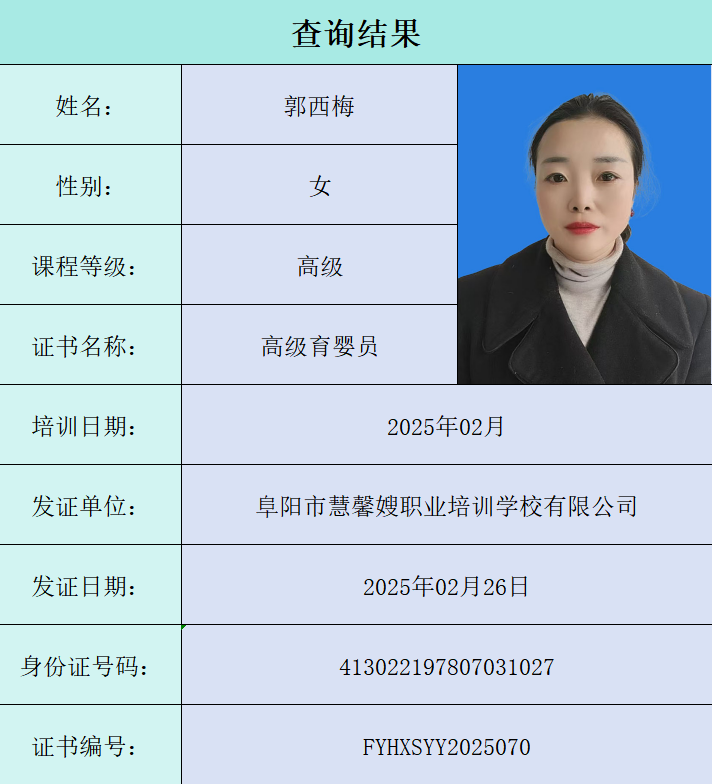 查询结果
姓名： 郭西梅
性别： 女
课程等级： 高级
证书名称： 高级育婴员
培训日期： 2025年02月
发证单位： 阜阳市慧馨嫂职业培训学校有限公司
发证日期： 2025年02月26日
身份证号码： 413022197807031027
证书编号： FYHXSYY2025070